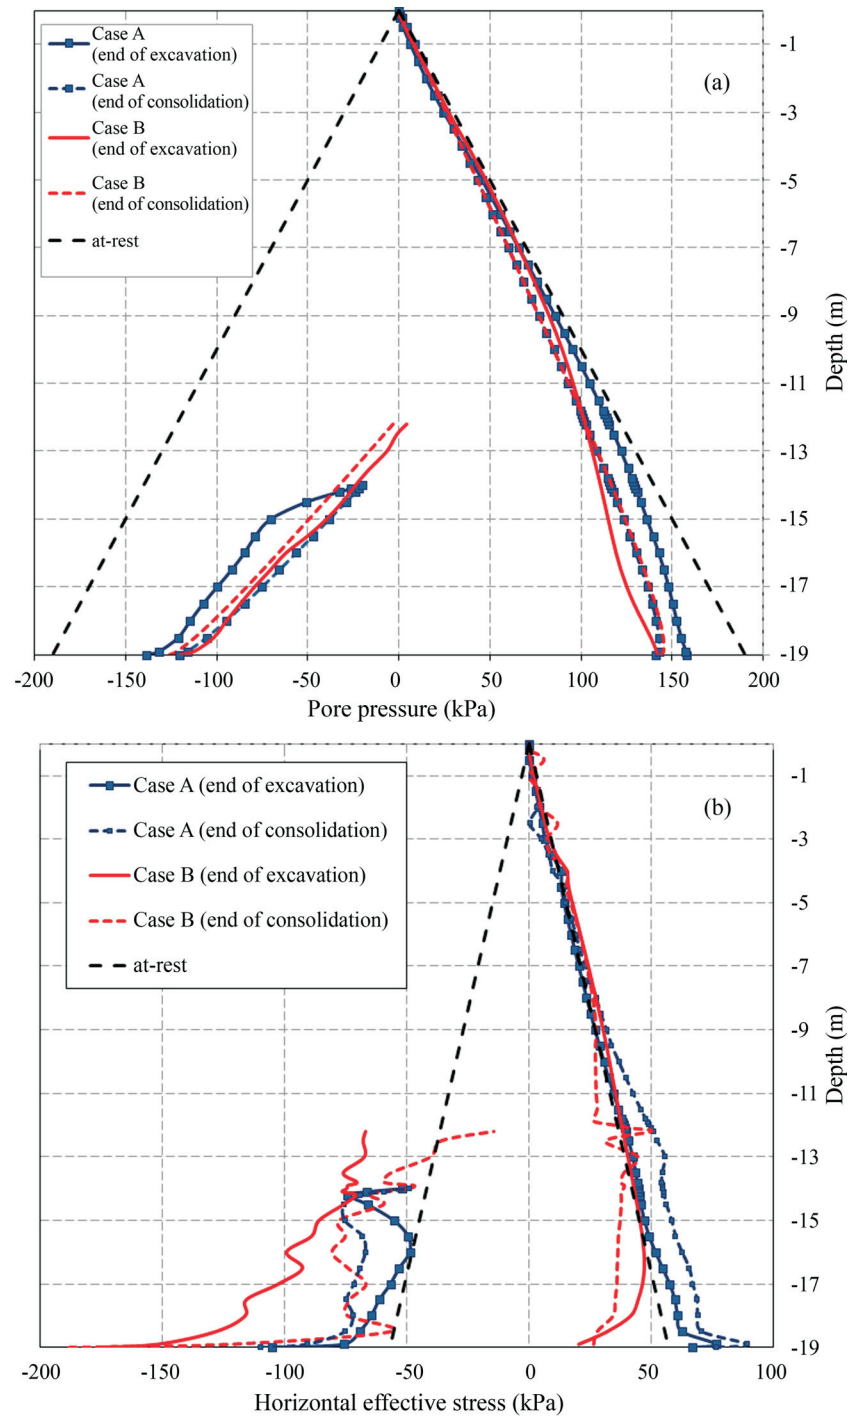 Case A
(end of excavation)
Case A
(end of consolidation)
Case B
(end of excavation)
Case B
(end of consolidation)
at-rest
(a)
-1
-3
-5
-7
-9
-11
-13
-15
-17
-19
Depth (m)
-200 -150 -100 -50 0 50 100 150 200
Pore pressure (kPa)
Case A (end of excavation)
Case A (end of consolidation)
Case B (end of excavation)
Case B (end of consolidation)
at-rest
(b)
-1
-3
-5
-7
-9
-11
-13
-15
-17
-19
Depth (m)
-200 -150 -100 -50 0 50 100
Horizontal effective stress (kPa)